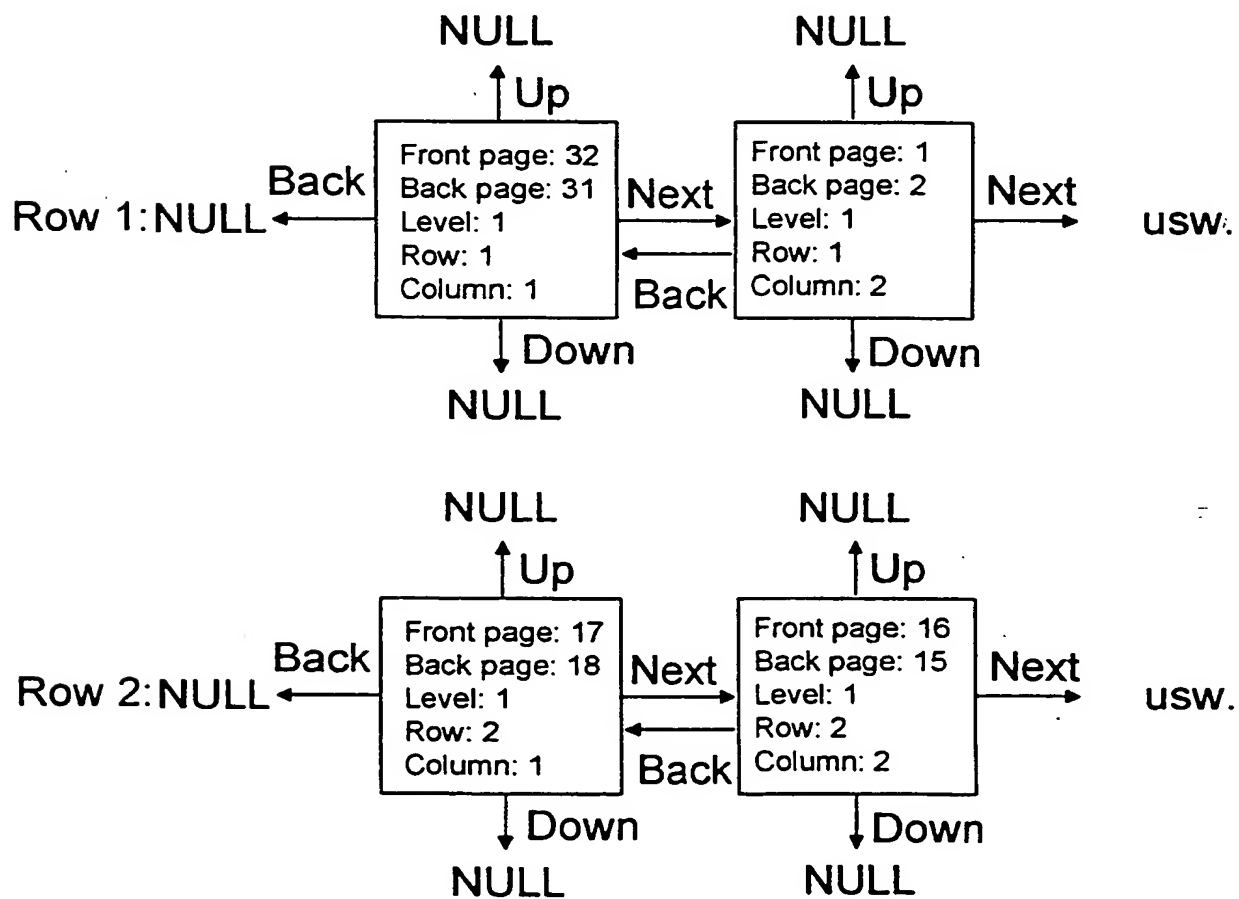 NULL NULL
Up Up
Front page: 32
Back page: 31
Level: 1
Row: 1
Column: 1
Front page: 1
Back page: 2
Level: 1
Row: 1
Column: 2
Row 1: NULL Back Next Back Next usw.
Down Down
NULL NULL
NULL NULL
Up Up
Front page: 17
Back page: 18
Level: 1
Row: 2
Column: 1
Front page: 16
Back page: 15
Level: 1
Row: 2
Column: 2
Row 2: NULL Back Next Back Next usw.
Down Down
NULL NULL